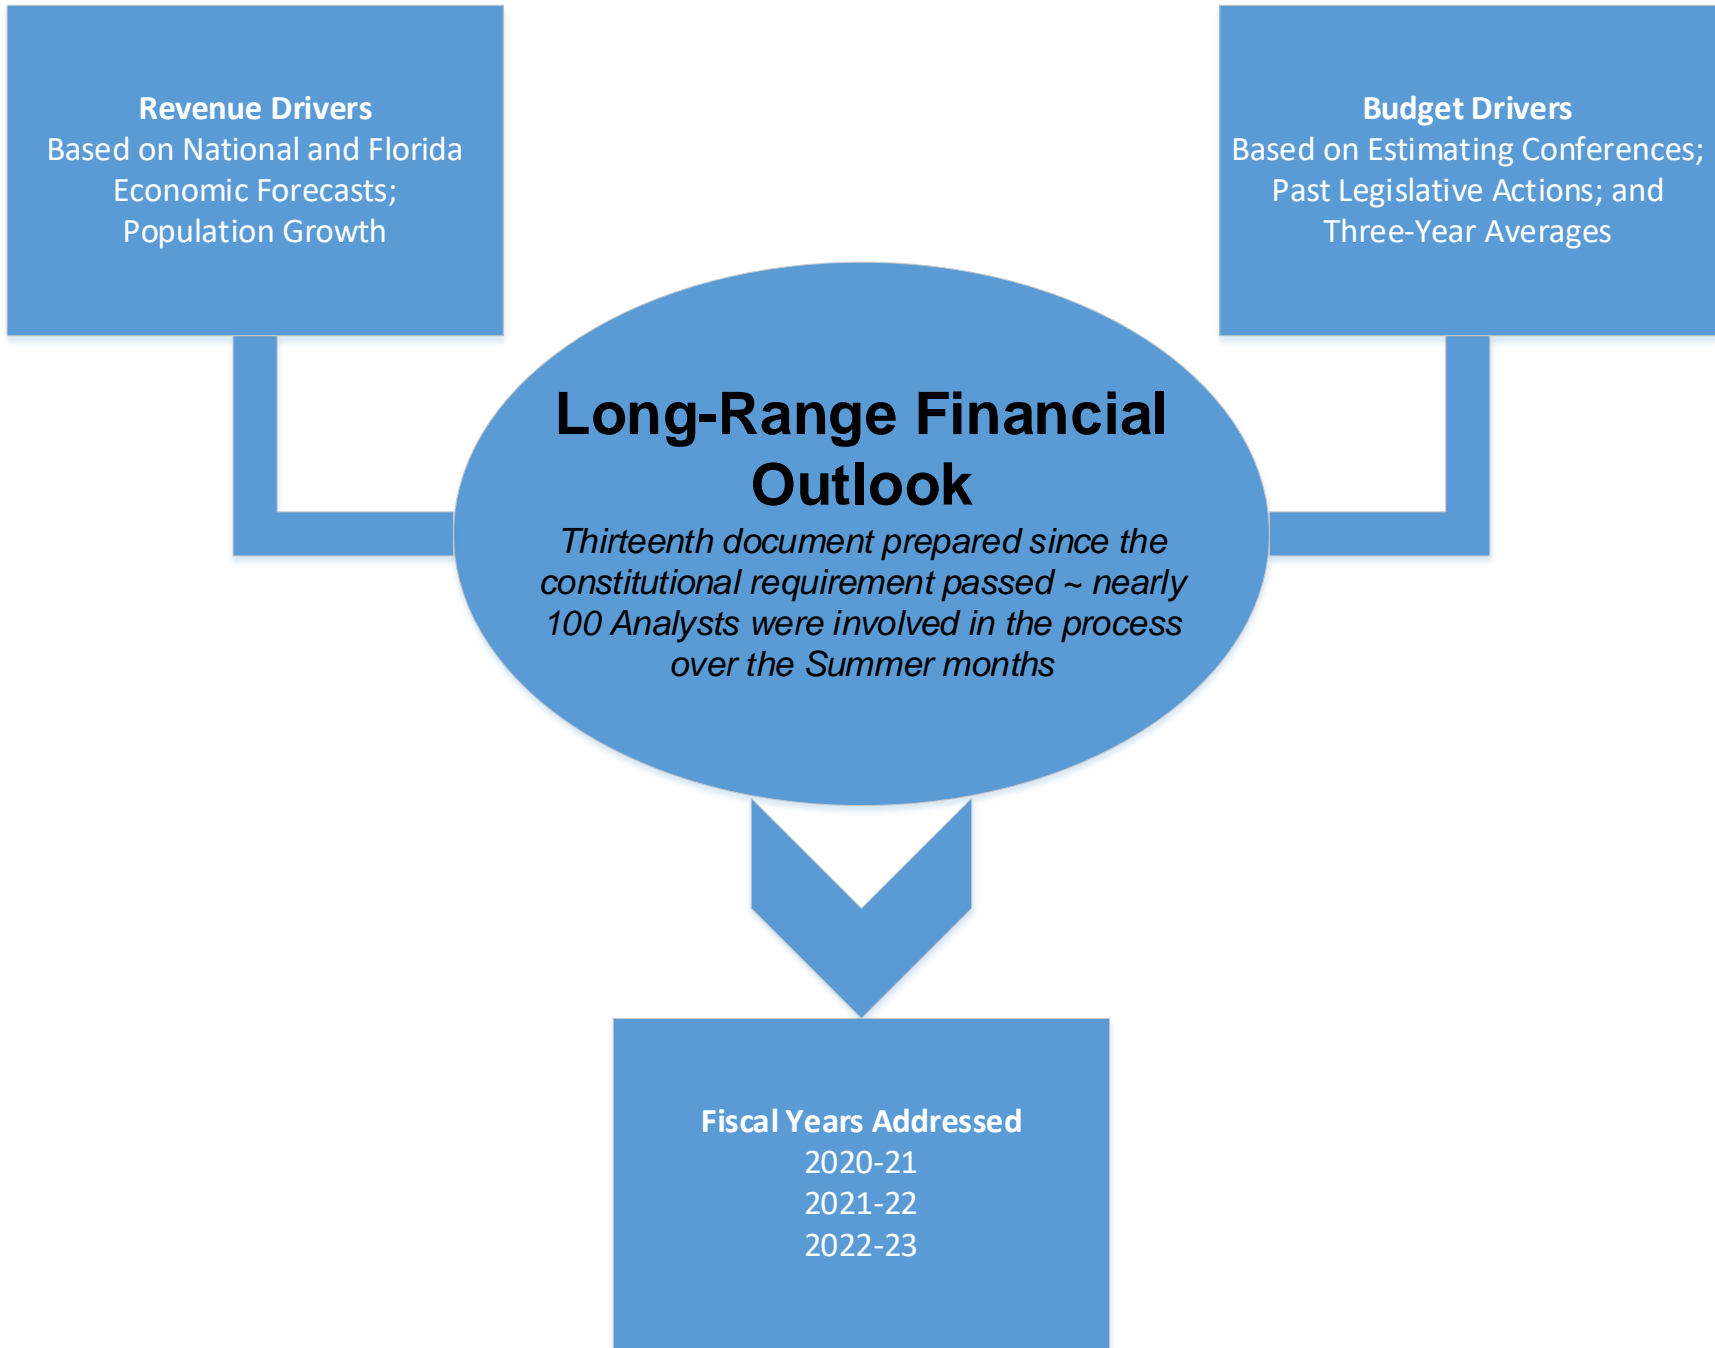 Revenue Drivers
Based on National and Florida
Economic Forecasts;
Population Growth
Budget Drivers
Based on Estimating Conferences;
Past Legislative Actions; and
Three-Year Averages
Long-Range Financial
Outlook
Thirteenth document prepared since the
constitutional requirement passed ~ nearly
100 Analysts were involved in the process
over the Summer months
Fiscal Years Addressed
2020-21
2021-22
2022-23